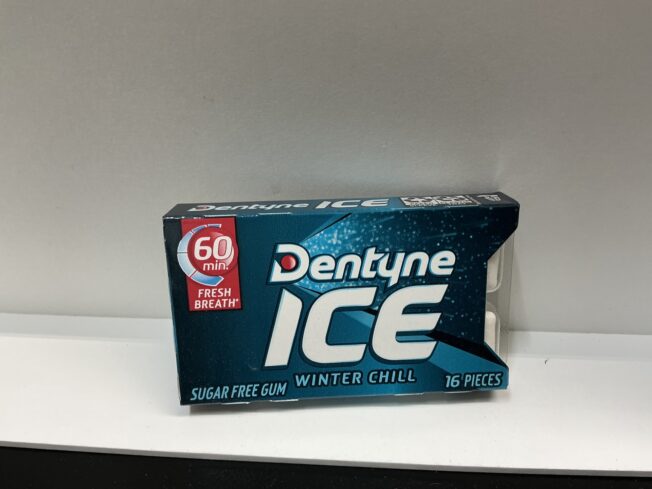 Dentyne ICE
60
min.
FRESH
BREATH*
Dentyne
ICE
WINTER CHILL
SUGAR FREE GUM
16 PIECES